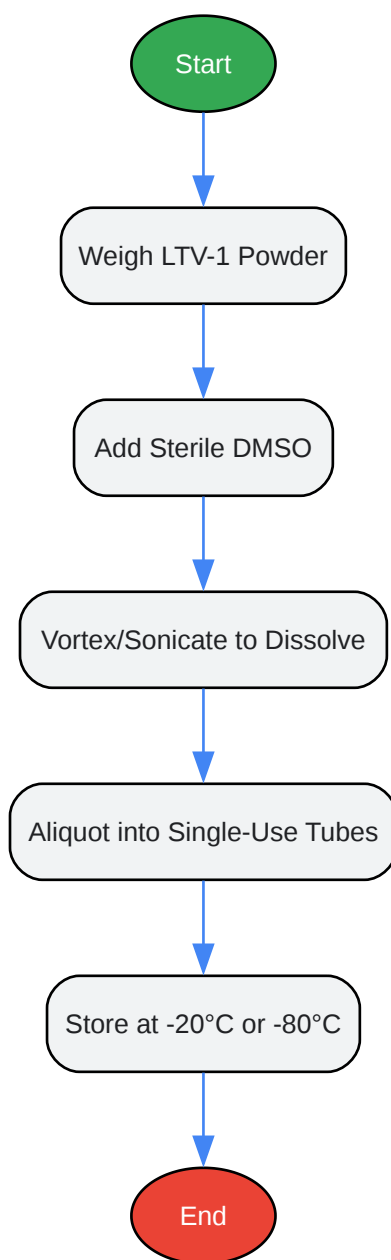 Start
Weigh LTV-1 Powder
Add Sterile DMSO
Vortex/Sonicate to Dissolve
Aliquot into Single-Use Tubes
Store at -20°C or -80°C
End